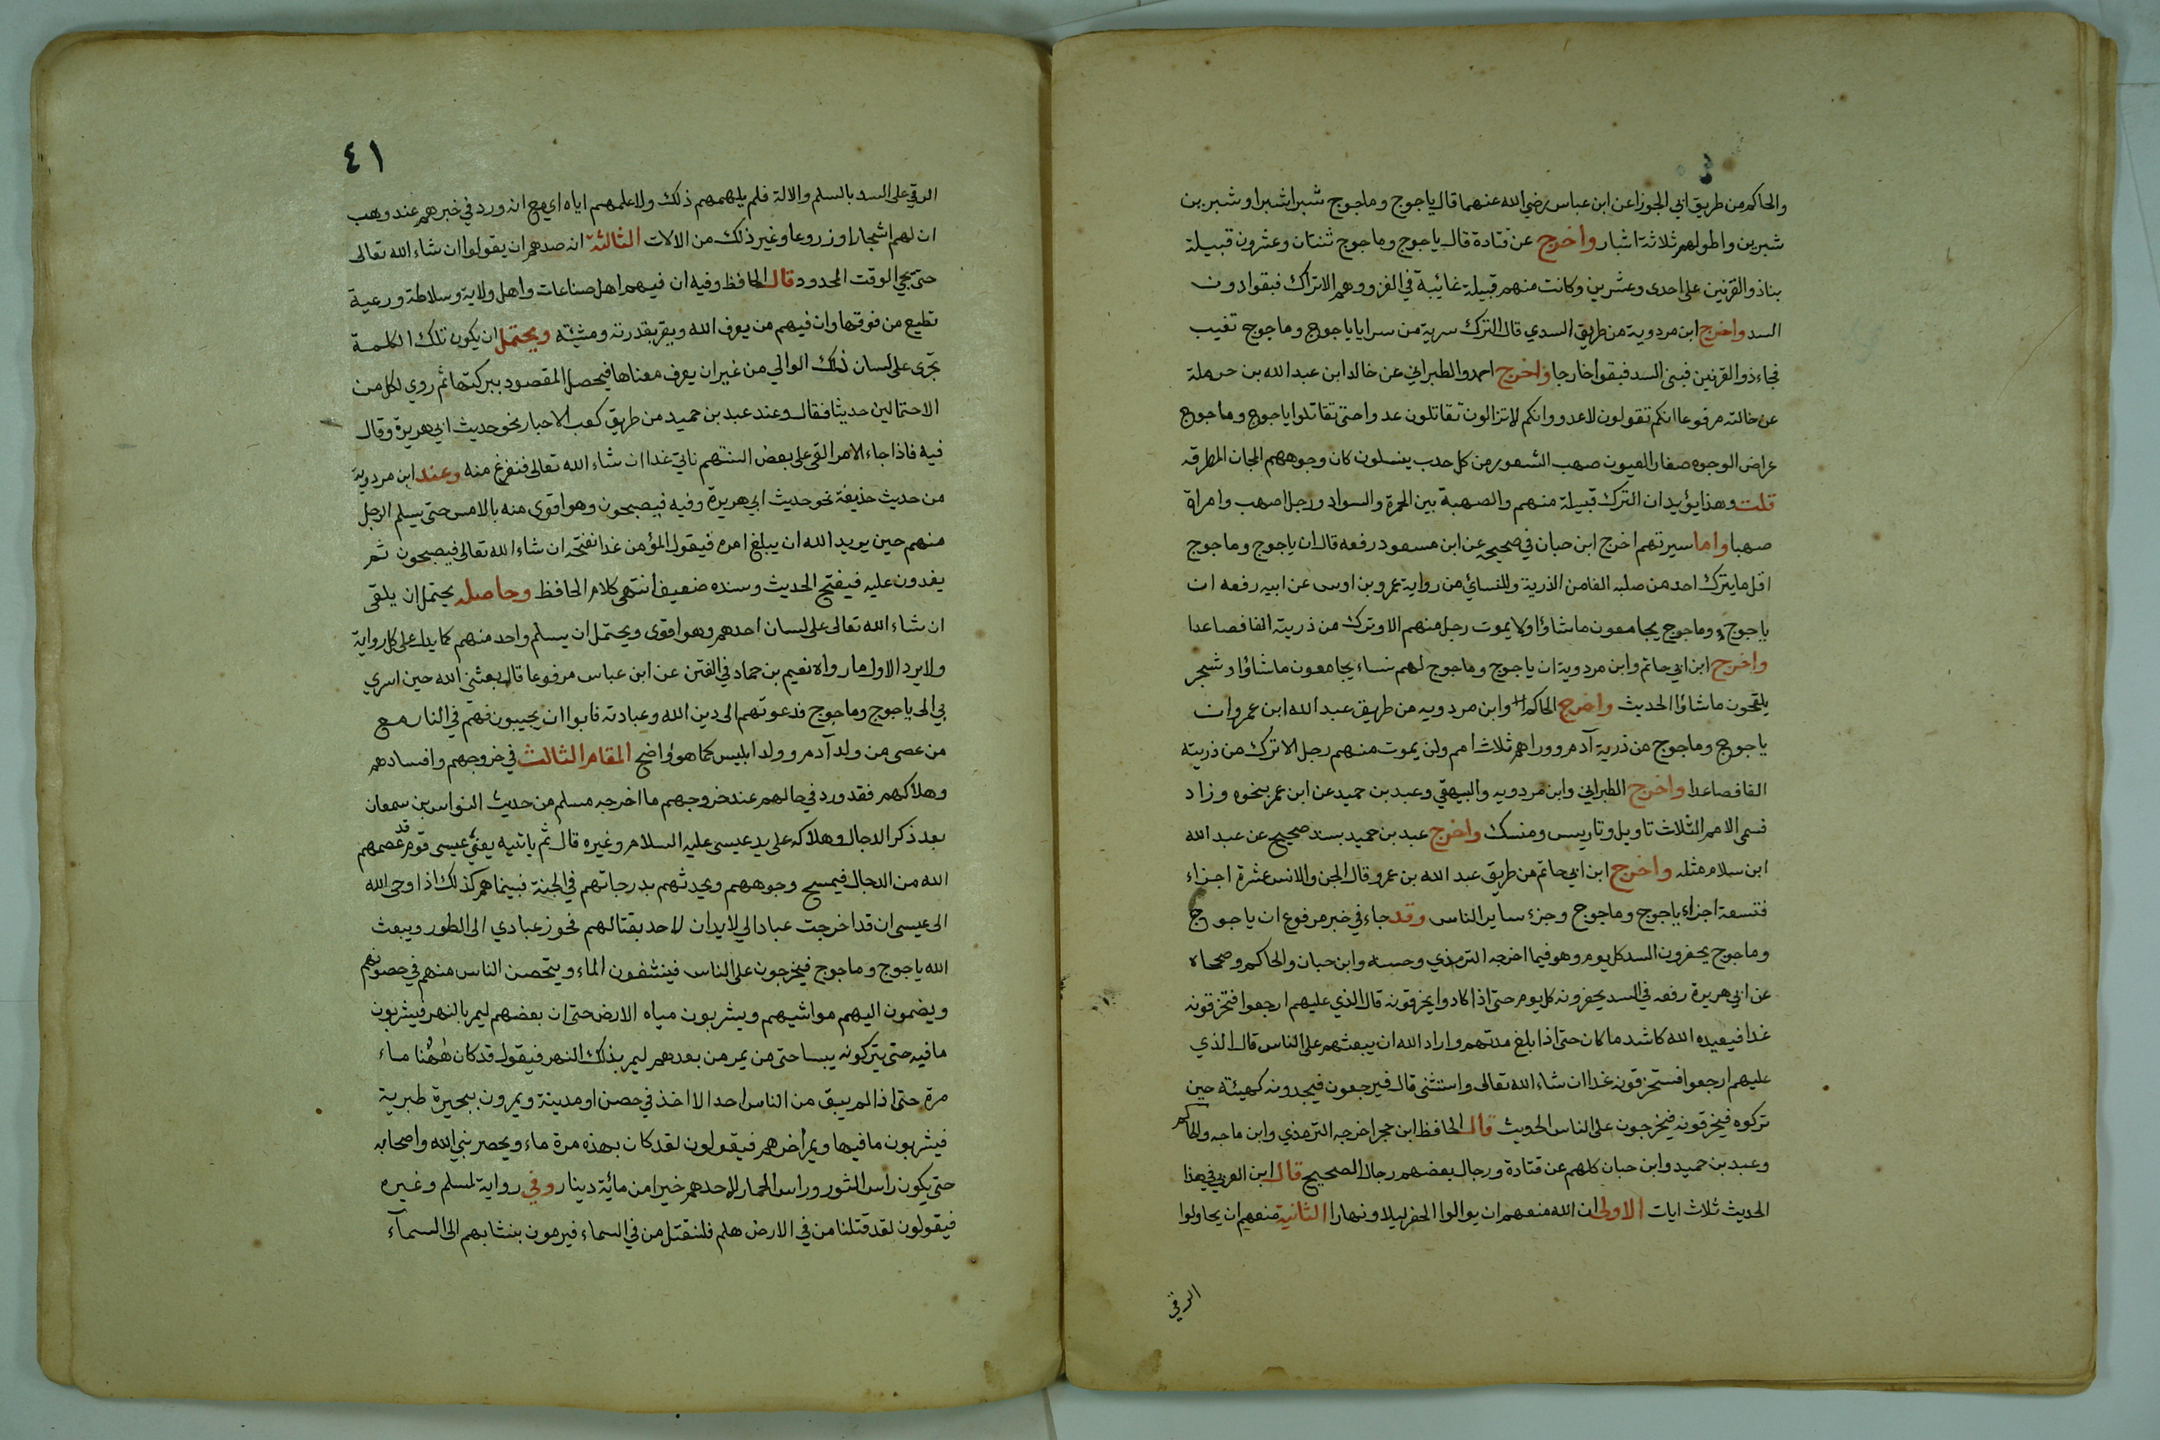 والحاكم من طريق ابي الجوزا عن ابن عباس رضي الله عنهما قال ياجوج وماجوج شبرا شبرا وشبرين
شبرين واطولهم ثلاثة اشبار واخرج عن قتادة قال ياجوج وماجوج ثنتان وعشرون قبيلة
بنا ذو القرنين على احدى وعشرين وكانت منهم قبيلة غائبة في الغزو وهم الاتراك فبقوا دون
السد واخرج ابن مردوية من طريق السدي قال الترك سرية من سرايا ياجوج وماجوج تغيب
فجاء ذو القرنين فبنى السد فبقوا خارجا واخرج احمد والطبراني عن خالد ابن عبد الله بن حرملة
عن خالته مرفوعا انكم تقولون لا عدو وانكم لا تزالون تقاتلون عدوا حتى تقاتلوا ياجوج وماجوج
عراض الوجوه صغار العيون صهب الشعور من كل حدب ينسلون كان وجوههم المجان المطرقه
قلت وهذا يؤيد ان الترك قبيلة منهم والصهبة بين الحمرة والسواد ورجل اصهب وامراة
صهبا واما سيرتهم اخرج ابن حبان في صحيحه عن ابن مسعود رفعه قال ان ياجوج وماجوج
اقل ما يترك احد من صلبه الفا من الذرية وللنسائي من رواية عمرو بن اوس عن ابيه رفعه ان
ياجوج وماجوج يجامعون ما شاؤا ولا يموت رجل منهم الا وترك من ذريته الفا فصاعدا
واخرج ابن ابي حاتم وابن مردوية ان ياجوج وماجوج لهم نساء يجامعون ما شاؤا وشجر
يلقحون ما شاؤا الحديث واخرج الحاكم وابن مردويه من طريق عبد الله ابن عمرو ان
ياجوج وماجوج من ذرية آدم ووراهم ثلاث امم ولن يموت منهم رجل الا ترك من ذريته
الفا فصاعدا واخرج الطبراني وابن مردويه والبيهقي وعبد بن حميد عن ابن عمر بنحوه وزاد
فسمى الامم الثلاث تاويل وتاريس ومنسك واخرج عبد بن حميد بسند صحيح عن عبد الله
ابن سلام مثله واخرج ابن ابي حاتم من طريق عبد الله بن عمرو قال الجن والانس عشرة اجزاء
فتسعة اجزاء ياجوج وماجوج وجزء ساير الناس وقد جاء في خبر مرفوع ان ياجوج
وماجوج يحفرون السد كل يوم وهو فيما اخرجه الترمذي وحسنه وابن حبان والحاكم وصححاه
عن ابي هريرة رفعه في السد يحفرونه كل يوم حتى اذا كادوا يخرقونه قال الذي عليهم ارجعوا فتخرقونه
غدا فيعيده الله كاشد ما كان حتى اذا بلغ مدتهم واراد الله ان يبعثهم على الناس قال الذي
عليهم ارجعوا فستخرقونه غدا ان شاء الله تعالى واستثنى قال فيرجعون فيجدونه كهيئته حين
تركوه فيخرقونه فيخرجون على الناس الحديث قال الحافظ ابن حجر اخرجه الترمذي وابن ماجه والحاكم
وعبد بن حميد وابن حبان كلهم عن قتادة ورجال بعضهم رجال الصحيح قال ابن العربي في هذا
الحديث ثلاث ايات الاولى ان الله منعهم ان يوالوا الحفر ليلا ونهارا الثانية منعهم ان يحاولوا
الرقي
٤١
الرقي على السد بالسلم والالة فلم يلهمهم ذلك ولا علمهم اياه اي مع انه ورد في خبرهم عند وهب
ان لهم اشجارا وزروعا وغير ذلك من الالات الثالثة انه صدهم ان يقولوا ان شاء الله تعالى
حتى يجي الوقت المحدود قال الحافظ وفيه ان فيهم اهل صناعات واهل ولاية وسلاطة ورعية
تطيع من فوقها وان فيهم من يعرف الله ويقر بقدرته ومشيته ويحتمل ان يكون تلك الكلمة
تجري على لسان ذلك الوالي من غير ان يعرف معناها فيحصل المقصود ببركتها ثم روي لكل من
الاحتمالين حديثا فقال وعند عبد بن حميد من طريق كعب الاحبار نحو حديث ابي هريرة وقال
فيه فاذا جاء الامر القي على بعض السنتهم ناتي غدا ان شاء الله تعالى فنفرغ منه وعند ابن مردوية
من حديث حذيفة نحو حديث ابي هريرة وفيه فيصبحون وهو اقوى منه بالامس حتى يسلم الرجل
منهم حين يريد الله ان يبلغ امره فيقول المؤمن غدا نفتحه ان شاء الله تعالى فيصبحون ثم
يغدون عليه فيفتح الحديث وسنده ضعيف انتهى كلام الحافظ وحاصله يحتمل ان يلقى
ان شاء الله تعالى على لسان احدهم وهو اقوى ويحتمل ان يسلم واحد منهم كما يدل على كل رواية
ولا يرد الاول ما رواه نعيم بن حماد في الفتن عن ابن عباس مرفوعا قال بعثني الله حين اسري
بي الى ياجوج وماجوج فدعوتهم الى دين الله وعبادته فابوا ان يجيبون فهم في النار مع
من عصى من ولد آدم وولد ابليس كما هو واضح المقام الثالث في خروجهم وافسادهم
وهلاكهم فقد ورد في حالهم عند خروجهم ما اخرجه مسلم من حديث النواس بن سمعان
بعد ذكر الدجال وهلاكه على يد عيسى عليه السلام وغيره قال ثم ياتيه يعني عيسى قوم قد عصمهم
الله من الدجال فيمسح وجوههم ويحدثهم بدرجاتهم في الجنة فبينما هم كذلك اذا وحى الله
الى عيسى ان قد اخرجت عبادا لي لا يدان لاحد بقتالهم فحوز عبادي الى الطور ويبعث
الله ياجوج وماجوج فيخرجون على الناس فينشفون الماء ويتحصن الناس منهم في حصونهم
ويضمون اليهم مواشيهم ويشربون مياه الارض حتى ان بعضهم ليمر بالنهر فيشربون
ما فيه حتى يتركونه يبسا حتى من يمر من بعدهم ليمر بذلك النهر فيقول قد كان ههنا ماء
مرة حتى اذا لم يبق من الناس احد الا اخذ في حصن او مدينة ويمرون ببحيرة طبرية
فيشربون ما فيها ويمر اخرهم فيقولون لقد كان بهذه مرة ماء ويحصر نبي الله واصحابه
حتى يكون راس الثور وراس الحمار لاحدهم خيرا من مائية دينار وفي رواية لمسلم وغيره
فيقولون لقد قتلنا من في الارض هلم فلنقتل من في السماء فيرمون بنشابهم الى السمآء